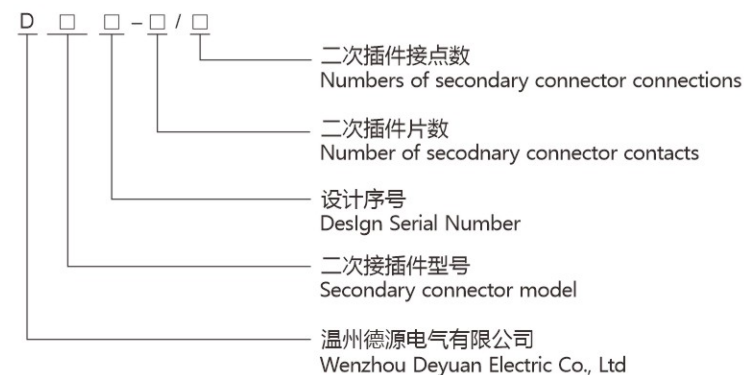 D □ □ – □ / □
二次插件接点数
Numbers of secondary connector connections
二次插件片数
Number of secodnary connector contacts
设计序号
DesIgn Serial Number
二次接插件型号
Secondary connector model
温州德源电气有限公司
Wenzhou Deyuan Electric Co., Ltd